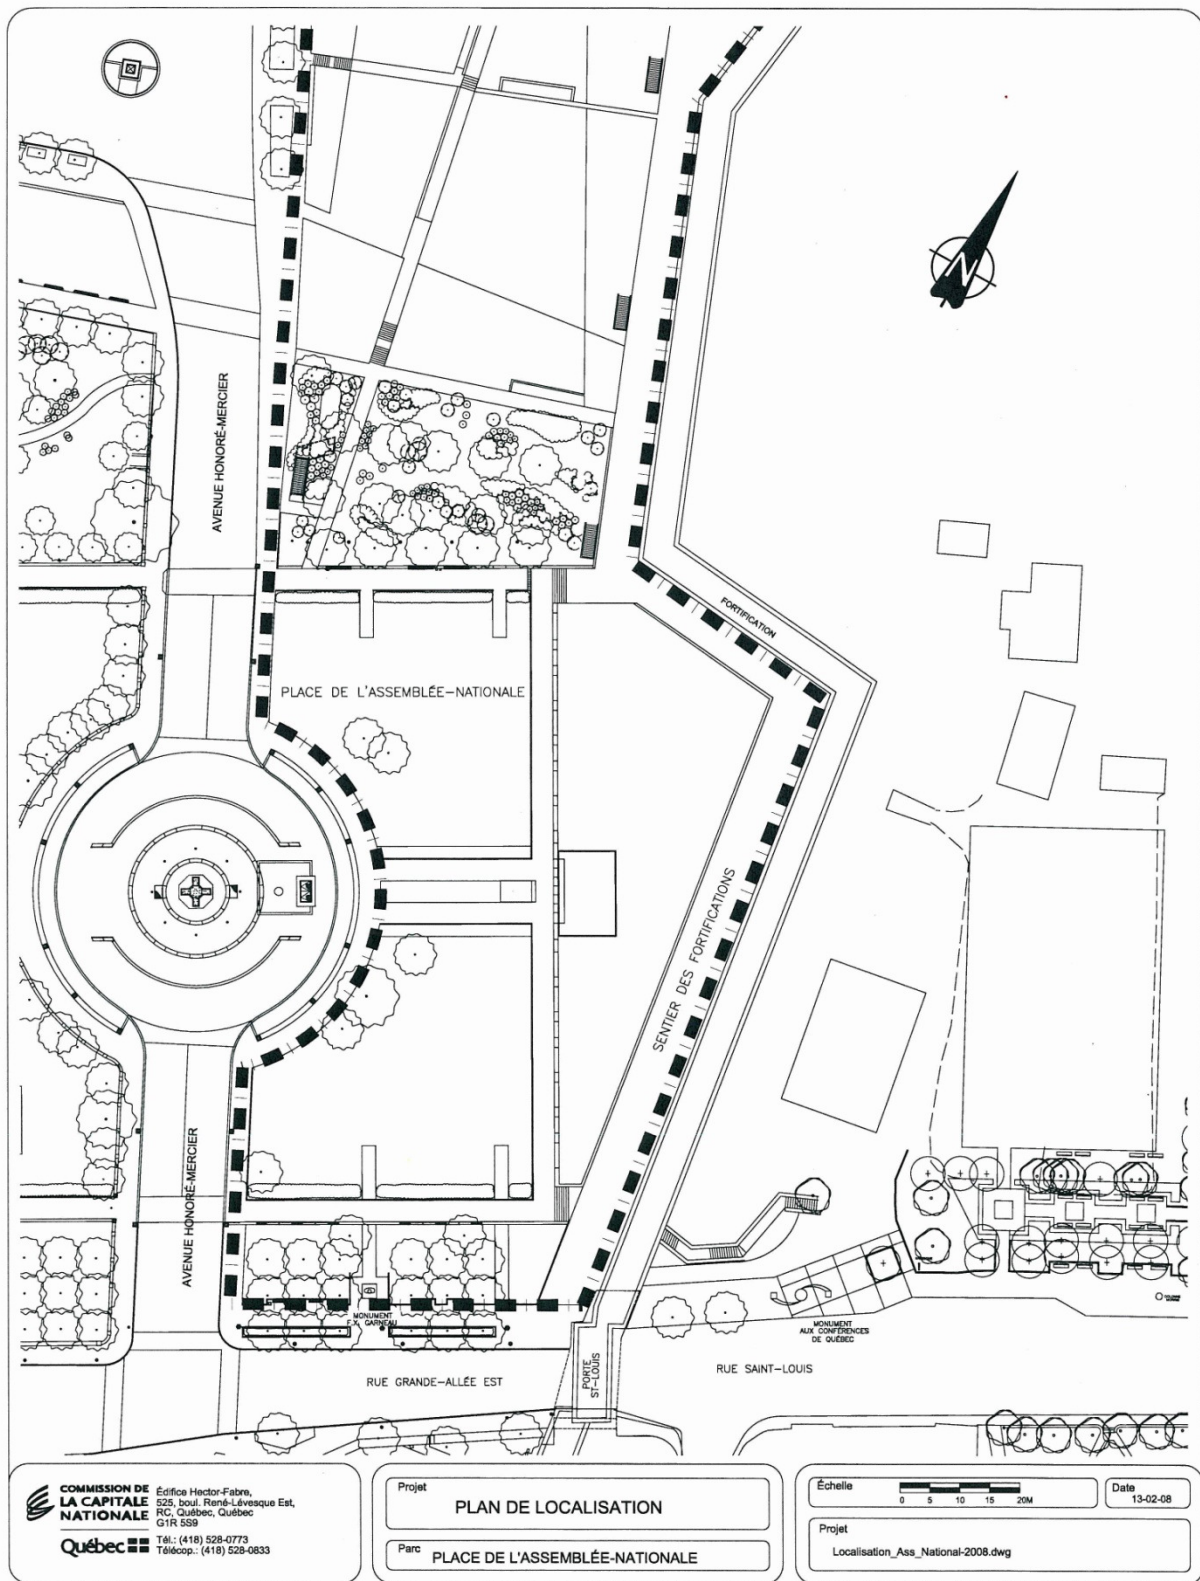 N
AVENUE HONORÉ-MERCIER
FORTIFICATION
PLACE DE L'ASSEMBLÉE-NATIONALE
SENTIER DES FORTIFICATIONS
AVENUE HONORÉ-MERCIER
MONUMENT
F.X. GARNEAU
MONUMENT
AUX CONFÉRENCES
DE QUÉBEC
PORTE
ST-LOUIS
RUE SAINT-LOUIS
RUE GRANDE-ALLÉE EST
COMMISSION DE
LA CAPITALE
NATIONALE
Québec
Édifice Hector-Fabre,
525, boul. René-Lévesque Est,
RC, Québec, Québec
G1R 5S9
Tél.: (418) 528-0773
Télécop.: (418) 528-0833
Projet
PLAN DE LOCALISATION
Parc
PLACE DE L'ASSEMBLÉE-NATIONALE
Échelle
0 5 10 15 20M
Date
13-02-08
Projet
Localisation_Ass_National-2008.dwg